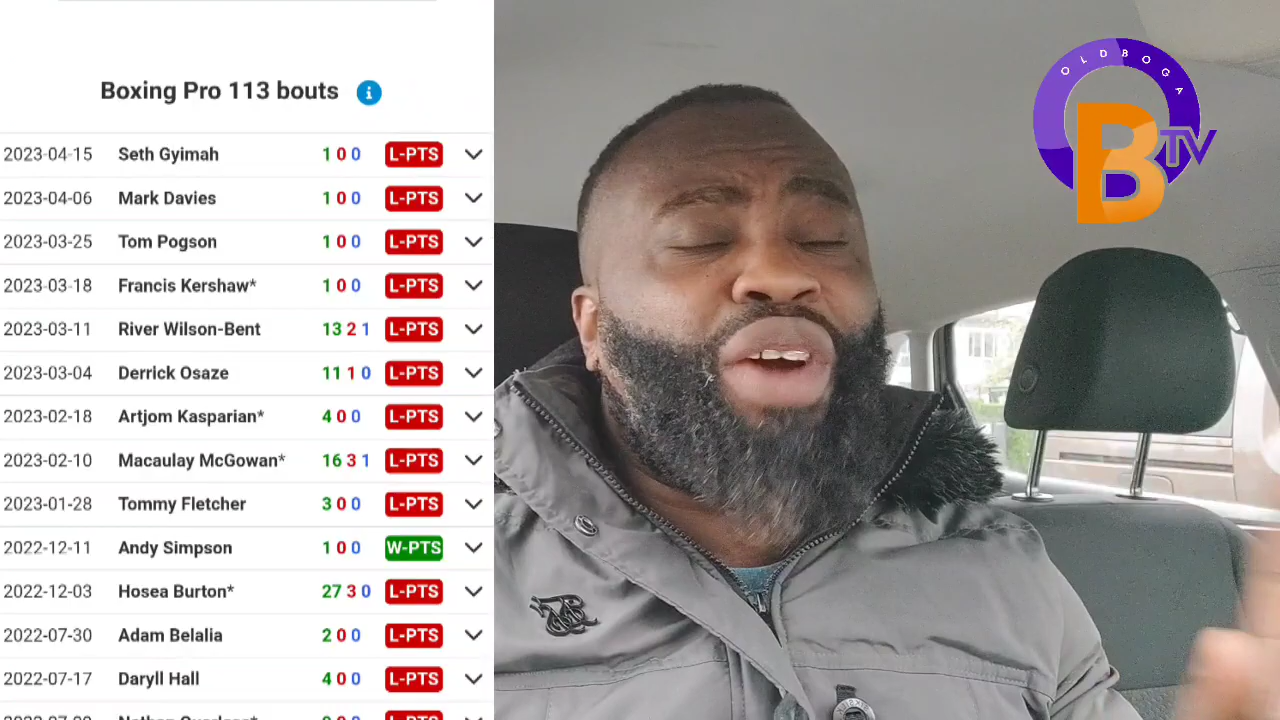 Boxing Pro 113 bouts i
2023-04-15 Seth Gyimah 1 0 0 L-PTS
2023-04-06 Mark Davies 1 0 0 L-PTS
2023-03-25 Tom Pogson 1 0 0 L-PTS
2023-03-18 Francis Kershaw* 1 0 0 L-PTS
2023-03-11 River Wilson-Bent 13 2 1 L-PTS
2023-03-04 Derrick Osaze 11 1 0 L-PTS
2023-02-18 Artjom Kasparian* 4 0 0 L-PTS
2023-02-10 Macaulay McGowan* 16 3 1 L-PTS
2023-01-28 Tommy Fletcher 3 0 0 L-PTS
2022-12-11 Andy Simpson 1 0 0 W-PTS
2022-12-03 Hosea Burton* 27 3 0 L-PTS
2022-07-30 Adam Belalia 2 0 0 L-PTS
2022-07-17 Daryll Hall 4 0 0 L-PTS
L-PTS
OLDBOGA
B TV